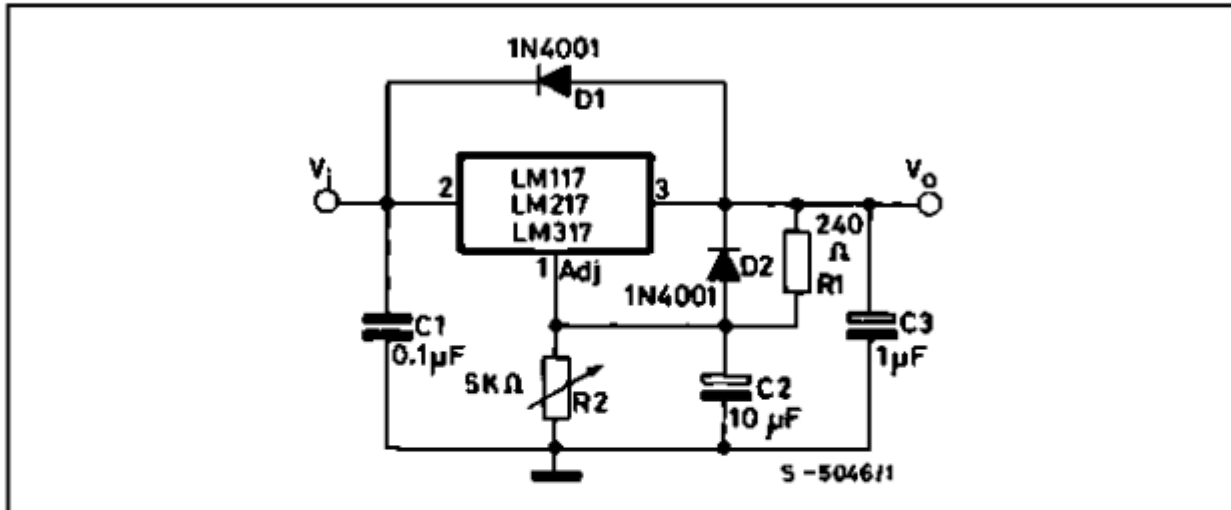 1N4001
D1
Vi
2
LM117
LM217
LM317
3
Vo
1 Adj
240
Ω
R1
D2
1N4001
C1
0.1µF
5KΩ
R2
C2
10 µF
C3
1µF
S-5046/1